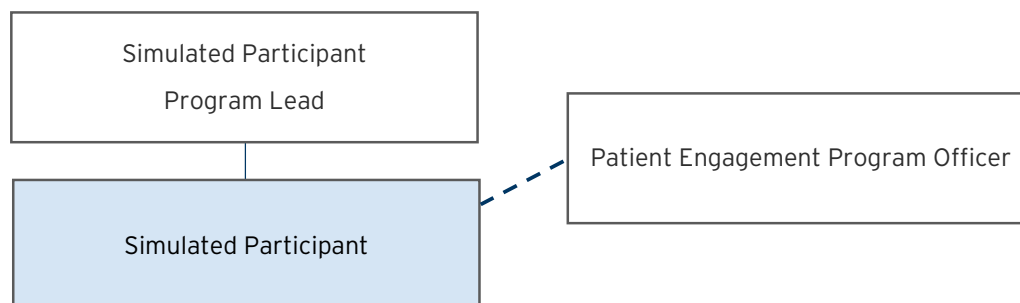 Simulated Participant
Program Lead
Patient Engagement Program Officer
Simulated Participant